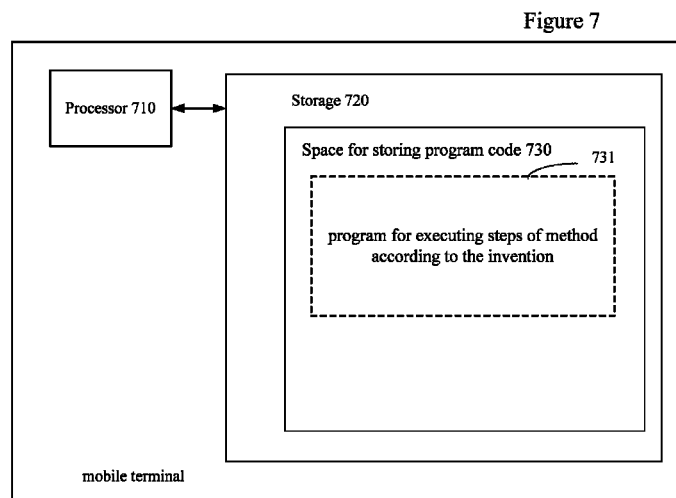 Figure 7
Processor 710
Storage 720
Space for storing program code 730
731
program for executing steps of method
according to the invention
mobile terminal